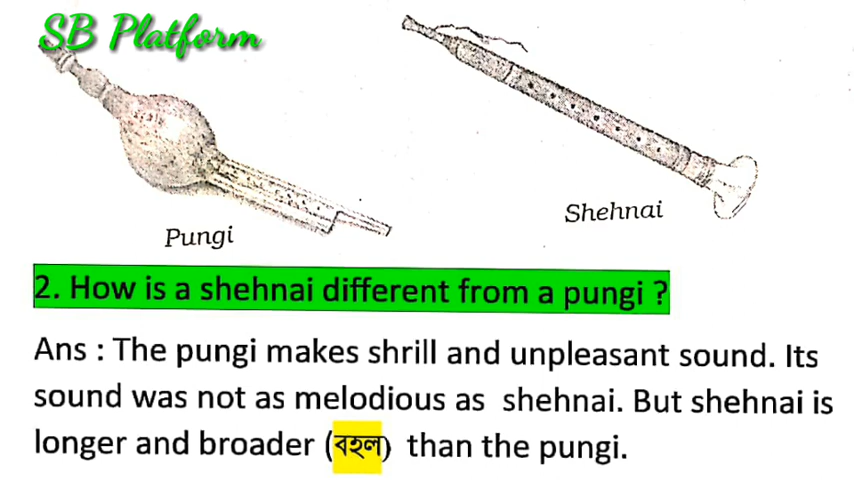 SB Platform
Pungi
Shehnai
2. How is a shehnai different from a pungi ?
Ans : The pungi makes shrill and unpleasant sound. Its
sound was not as melodious as shehnai. But shehnai is
longer and broader (বহল) than the pungi.